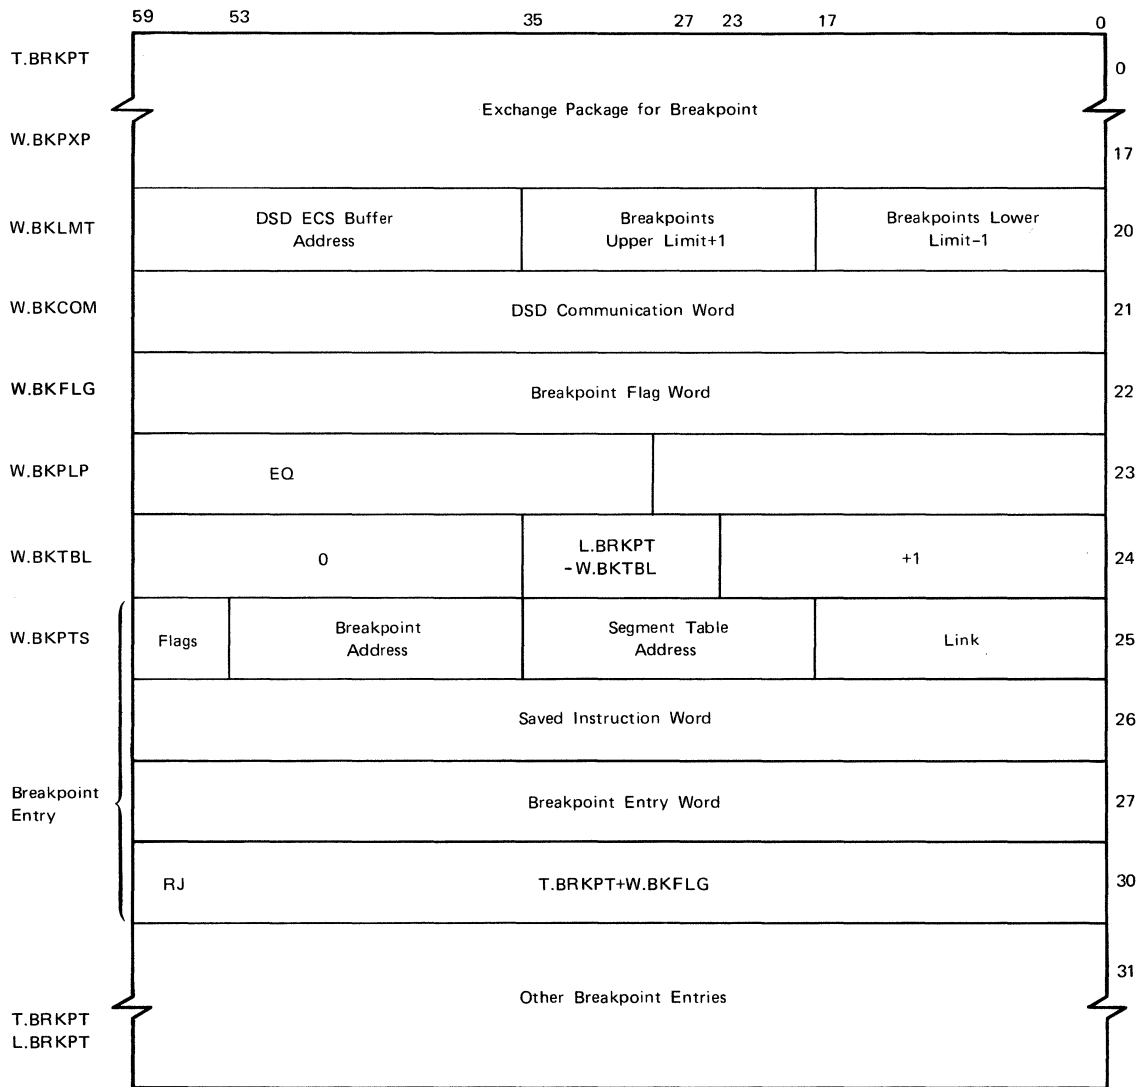 59 53 35 27 23 17 0
T.BRKPT
0
Exchange Package for Breakpoint
W.BKPXP
17
W.BKLMT
DSD ECS Buffer
Address
Breakpoints
Upper Limit+1
Breakpoints Lower
Limit-1
20
W.BKCOM
DSD Communication Word
21
W.BKFLG
Breakpoint Flag Word
22
W.BKPLP
EQ
23
W.BKTBL
0
L.BRKPT
-W.BKTBL
+1
24
W.BKPTS
Flags
Breakpoint
Address
Segment Table
Address
Link
25
Saved Instruction Word
26
Breakpoint
Entry
Breakpoint Entry Word
27
RJ
T.BRKPT+W.BKFLG
30
31
Other Breakpoint Entries
T.BRKPT
L.BRKPT